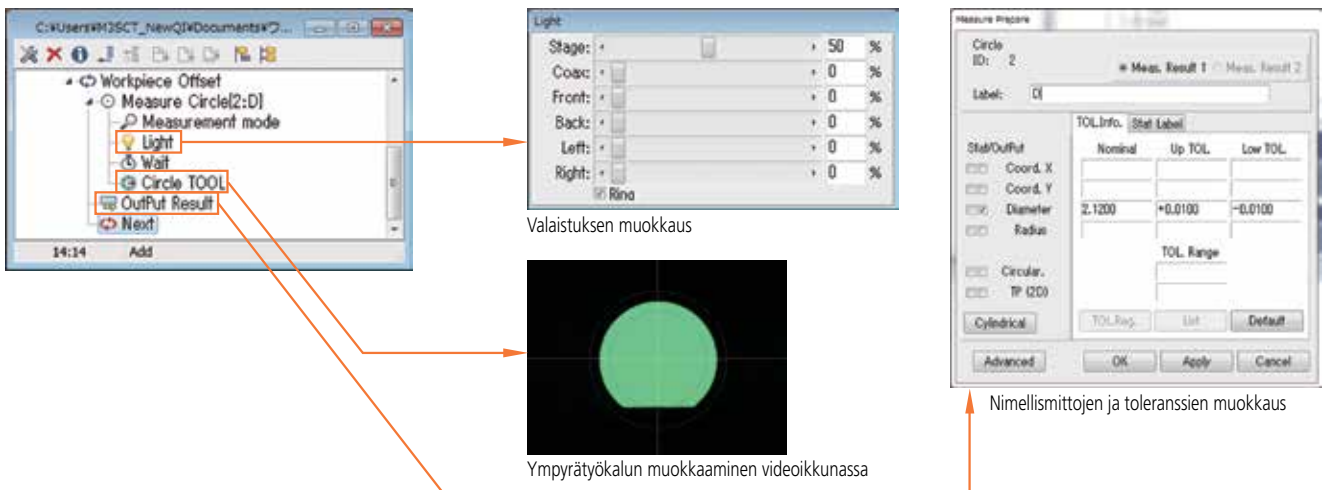 C:¥Users¥M3SCT_NewQI¥Documents¥ワ...
Workpiece Offset
Measure Circle[2:D]
Measurement mode
Light
Wait
Circle TOOL
OutPut Result
Next
14:14 Add
Light
Stage: 50 %
Coax: 0 %
Front: 0 %
Back: 0 %
Left: 0 %
Right: 0 %
Ring
Valaistuksen muokkaus
Ympyrätyökalun muokkaaminen videoikkunassa
Measure Prepare
Circle
ID: 2
Meas. Result 1 Meas. Result 2
Label: D
TOL.Info. Stat Label
Stat/OutPut Nominal Up TOL. Low TOL.
Coord. X
Coord. Y
Diameter 2.1200 +0.0100 -0.0100
Radius
TOL. Range
Circular.
TP (2D)
Cylindrical TOL.Reg. List Default
Advanced OK Apply Cancel
Nimellismittojen ja toleranssien muokkaus